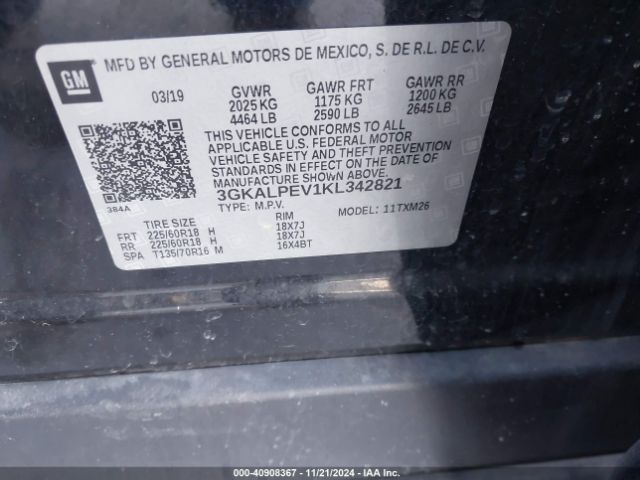 GM
MFD BY GENERAL MOTORS DE MEXICO, S. DE R.L. DE C.V.
03/19 GVWR GAWR FRT GAWR RR
2025 KG 1175 KG 1200 KG
4464 LB 2590 LB 2645 LB
THIS VEHICLE CONFORMS TO ALL
APPLICABLE U.S. FEDERAL MOTOR
VEHICLE SAFETY AND THEFT PREVENTION
STANDARDS IN EFFECT ON THE DATE OF
MANUFACTURE SHOWN ABOVE.
3GKALPEV1KL342821
384A TYPE: M.P.V. MODEL: 11TXM26
TIRE SIZE RIM
FRT 225/60R18 H 18X7J
RR 225/60R18 H 18X7J
SPA T135/70R16 M 16X4BT
000-40908367 - 11/21/2024 - iaai.com